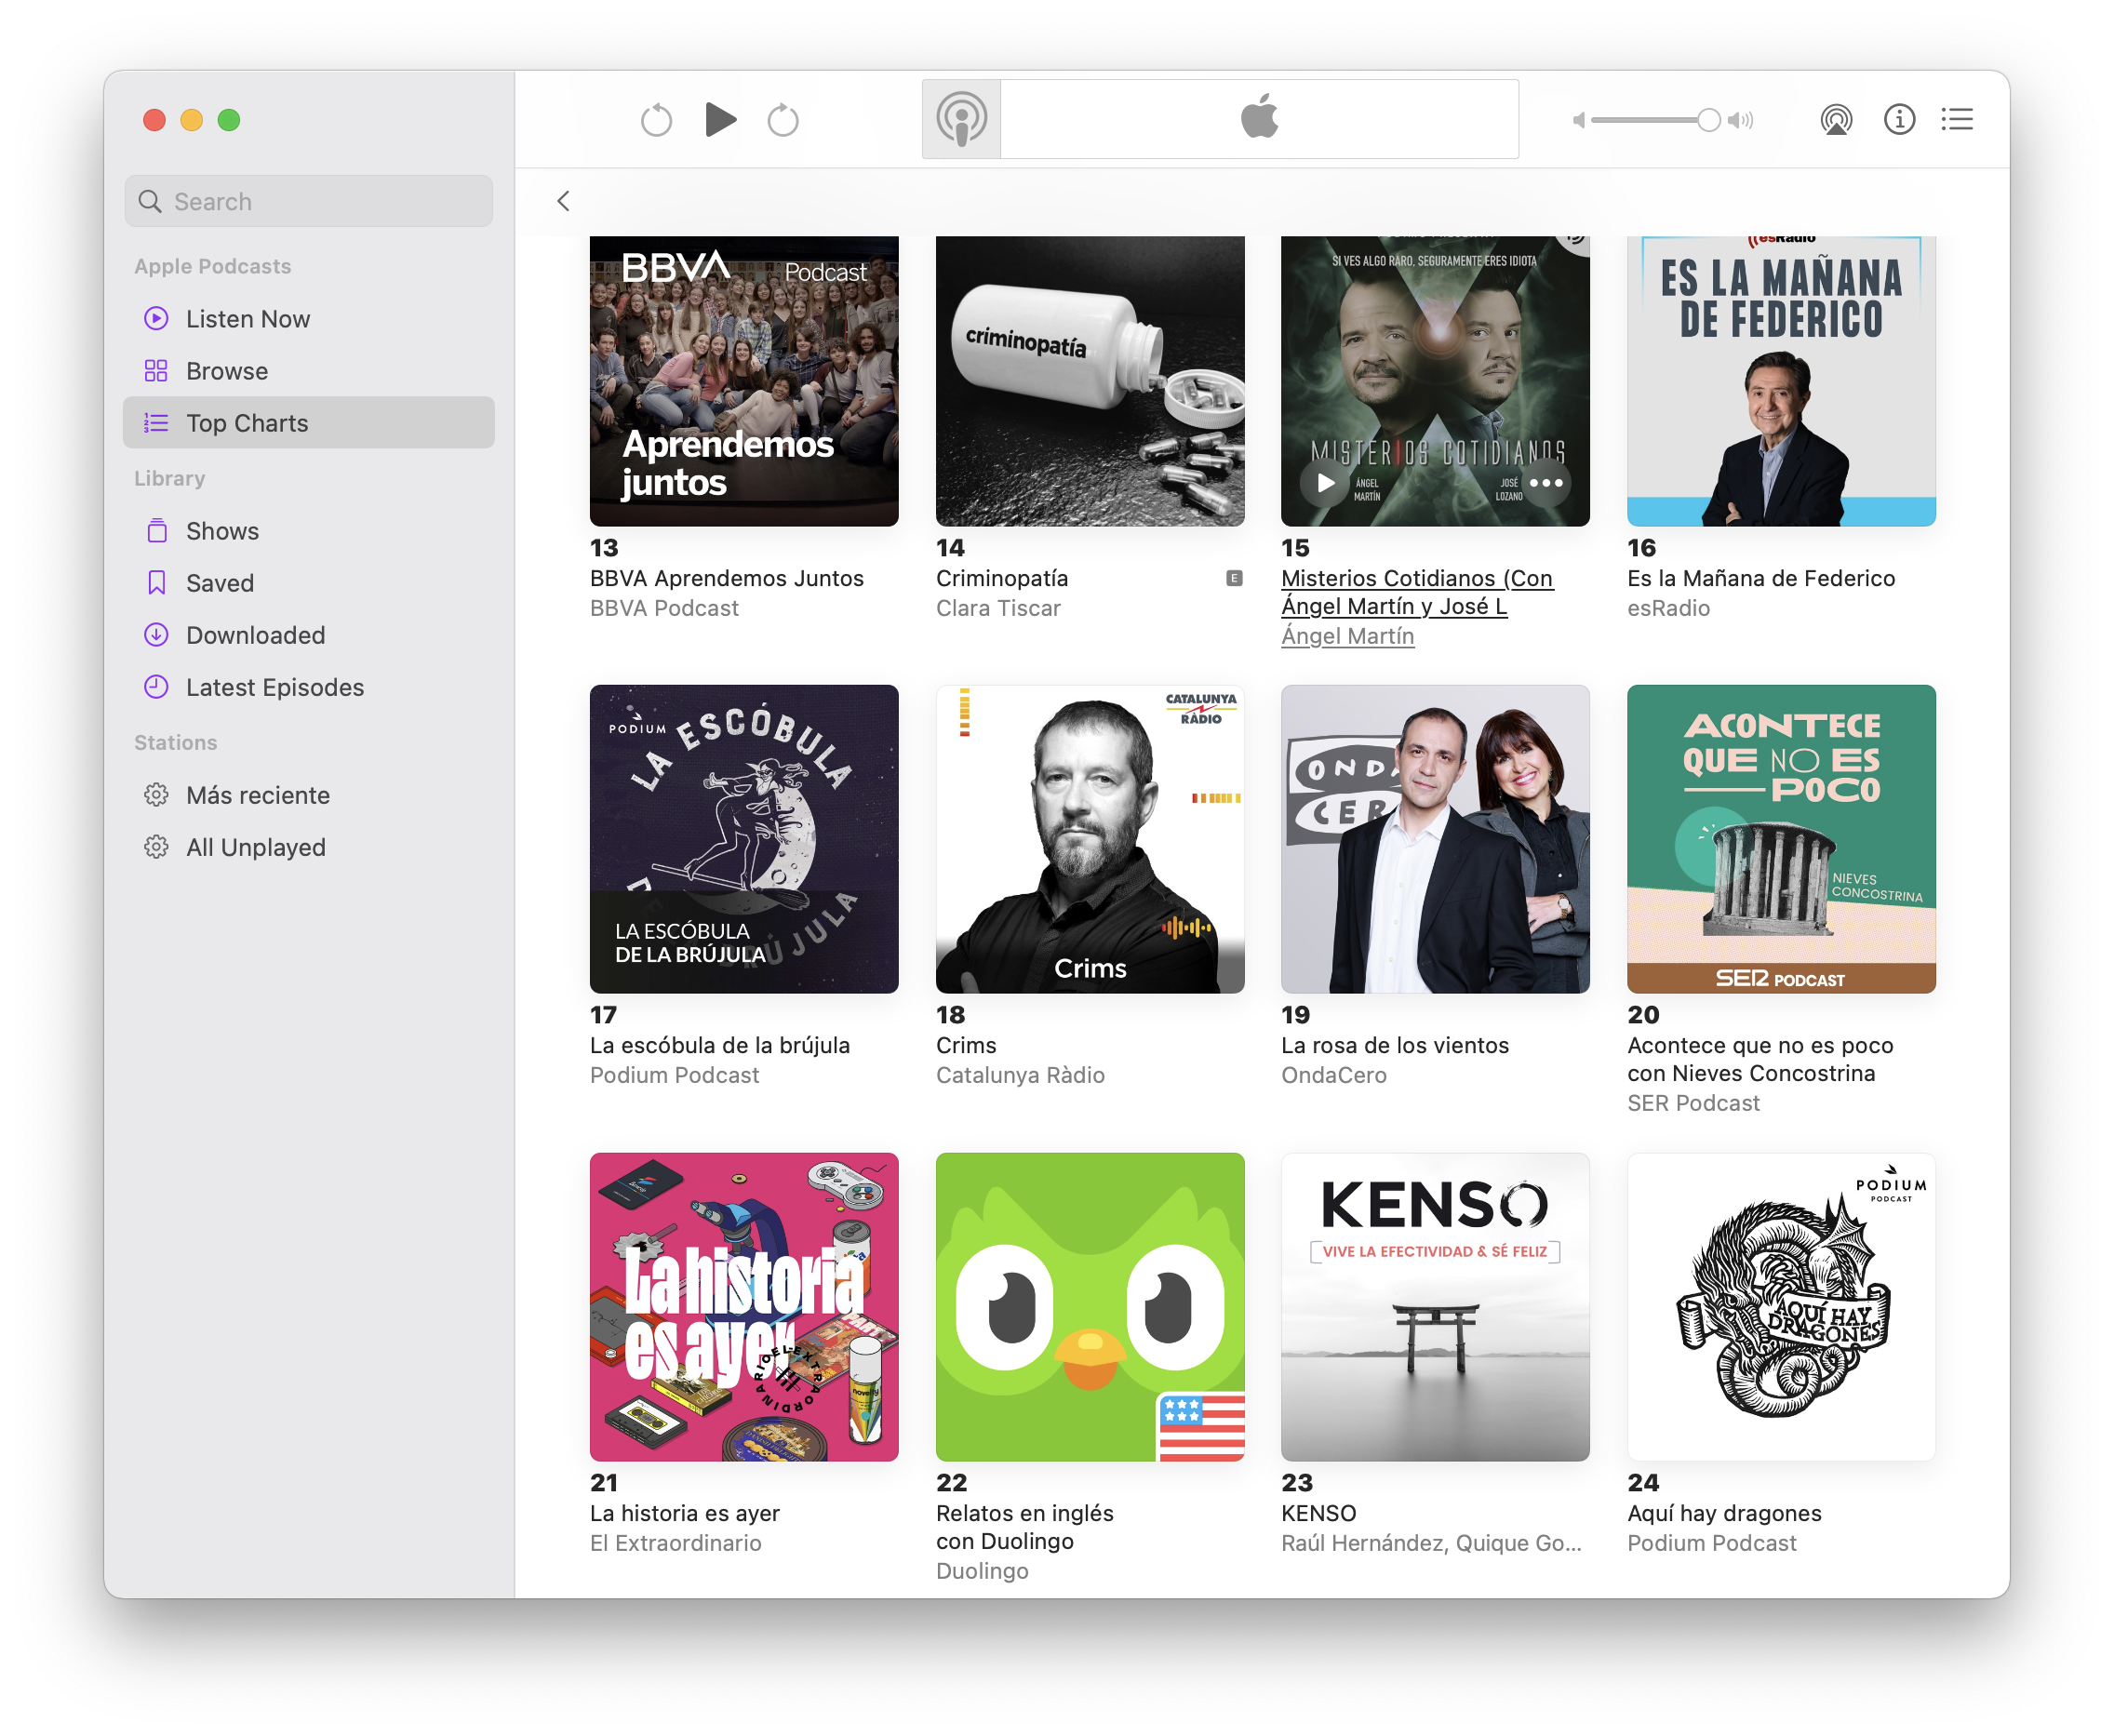 Search
Apple Podcasts
Listen Now
Browse
Top Charts
Library
Shows
Saved
Downloaded
Latest Episodes
Stations
Más reciente
All Unplayed
BBVA Podcast
Aprendemos
juntos
13
BBVA Aprendemos Juntos
BBVA Podcast
criminopatía
14
Criminopatía
E
Clara Tiscar
SI VES ALGO RARO, SEGURAMENTE ERES IDIOTA
MISTERIOS COTIDIANOS
ÁNGEL
MARTÍN
JOSÉ
LOZANO
15
Misterios Cotidianos (Con
Ángel Martín y José L
Ángel Martín
esRadio
ES LA MAÑANA
DE FEDERICO
16
Es la Mañana de Federico
esRadio
PODIUM
LA ESCÓBULA
DE LA BRÚJULA
LA ESCÓBULA
DE LA BRÚJULA
17
La escóbula de la brújula
Podium Podcast
CATALUNYA
RÀDIO
Crims
18
Crims
Catalunya Ràdio
OND
CER
19
La rosa de los vientos
OndaCero
ACONTECE
QUE NO ES
POCO
NIEVES
CONCOSTRINA
SER PODCAST
20
Acontece que no es poco
con Nieves Concostrina
SER Podcast
La historia
es ayer
EL EXTRAORDINARIO
novelty
21
La historia es ayer
El Extraordinario
22
Relatos en inglés
con Duolingo
Duolingo
KENSO
VIVE LA EFECTIVIDAD & SÉ FELIZ
23
KENSO
Raúl Hernández, Quique Go...
PODIUM
PODCAST
AQUÍ HAY
DRAGONES
24
Aquí hay dragones
Podium Podcast